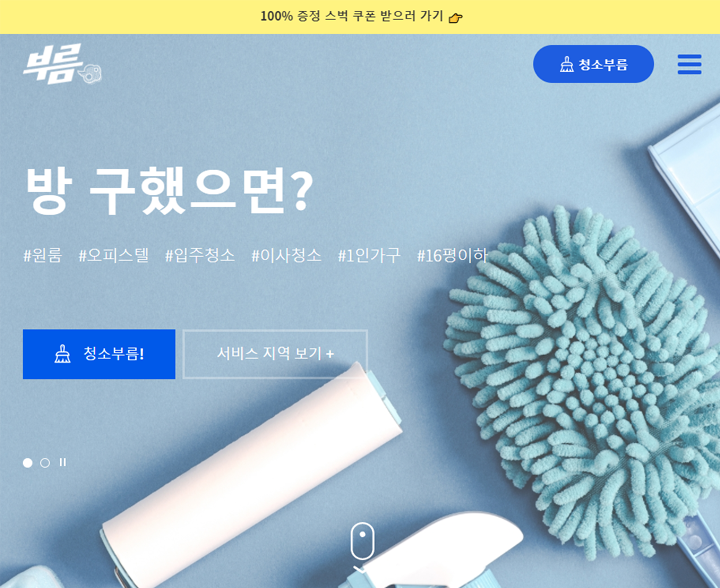 100% 증정 스벅 쿠폰 받으러 가기
부름
청소부름
방 구했으면?
#원룸 #오피스텔 #입주청소 #이사청소 #1인가구 #16평이하
청소부름!
서비스 지역 보기 +